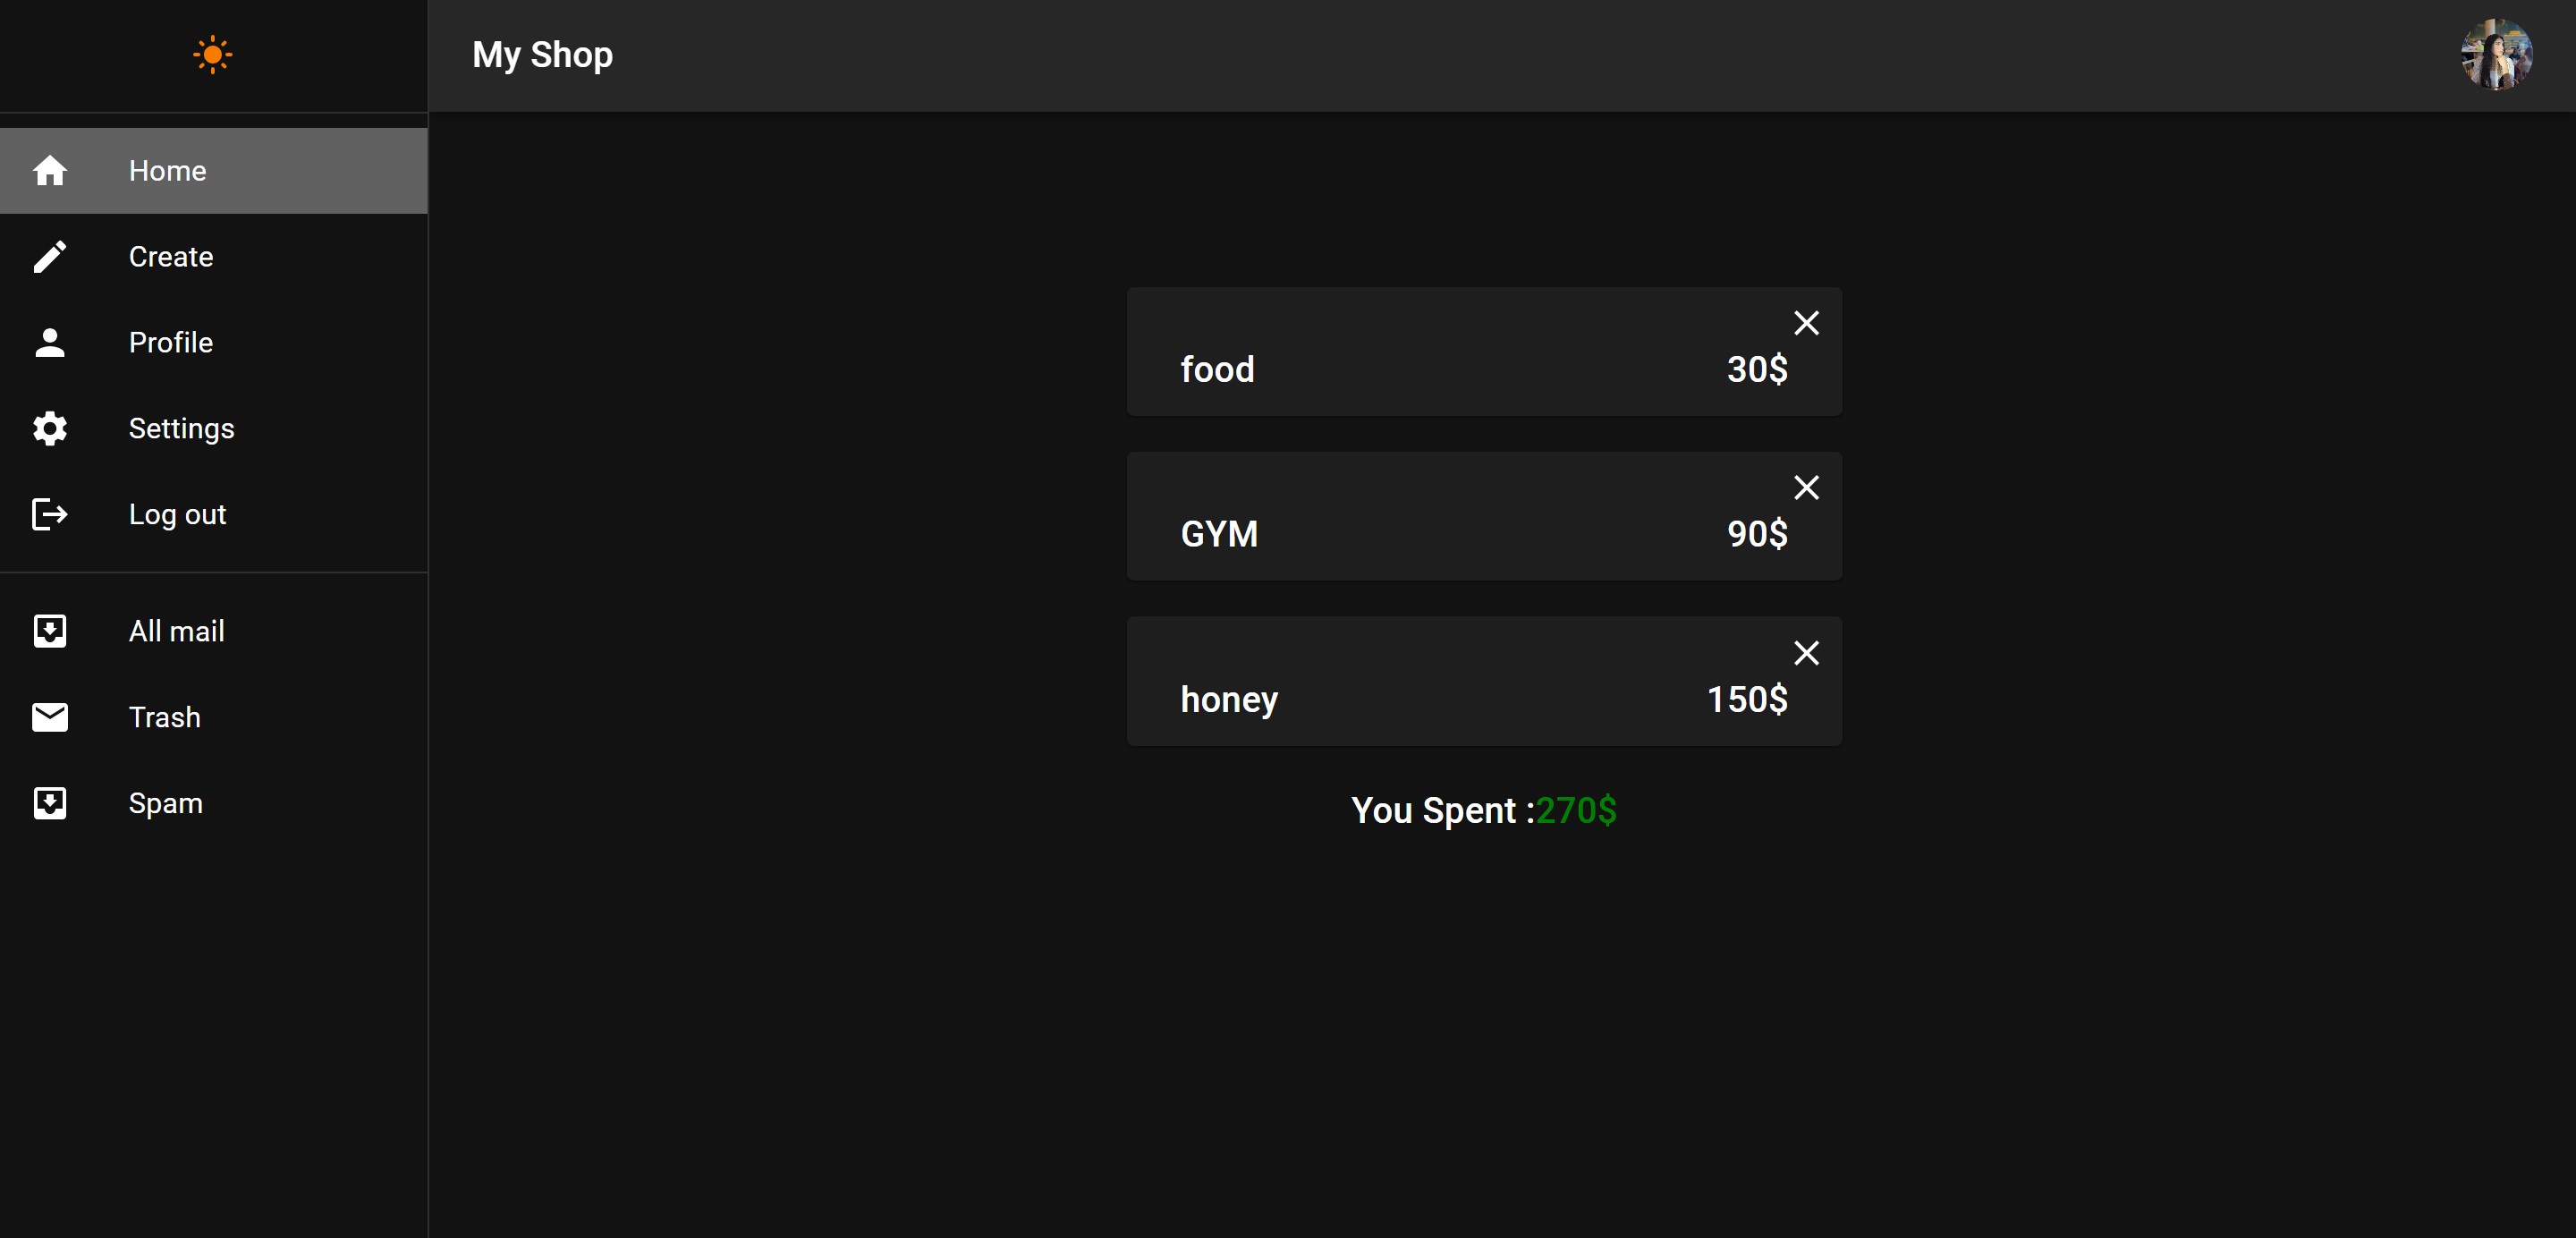 My Shop
Home
Create
Profile
Settings
Log out
All mail
Trash
Spam
food 30$
GYM 90$
honey 150$
You Spent :270$